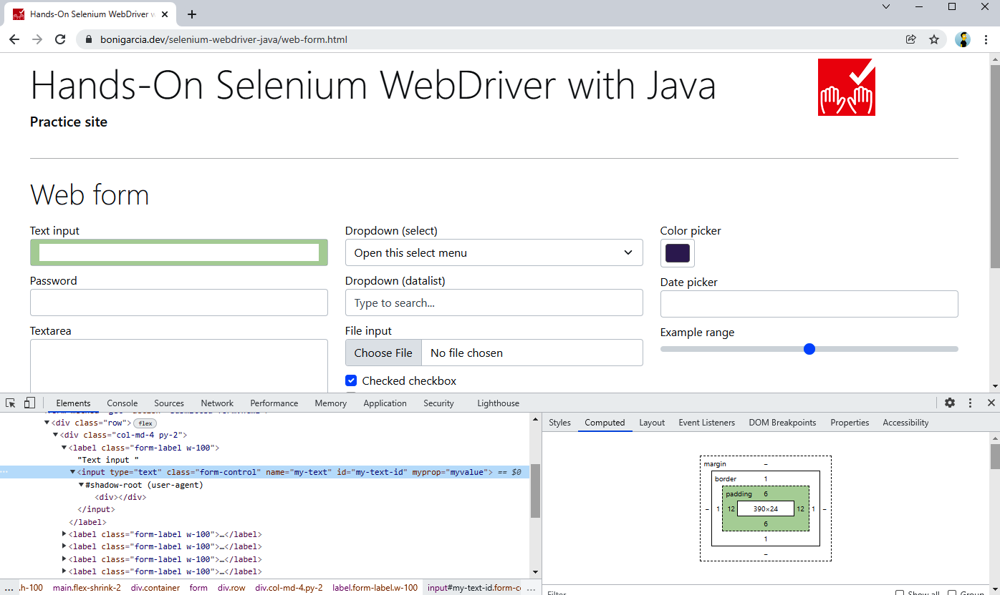 Hands-On Selenium WebDriver w
bonigarcia.dev/selenium-webdriver-java/web-form.html
Hands-On Selenium WebDriver with Java
Practice site
Web form
Text input
Password
Textarea
Dropdown (select)
Open this select menu
Dropdown (datalist)
Type to search...
File input
Choose File No file chosen
Checked checkbox
Color picker
Date picker
Example range
Elements Console Sources Network Performance Memory Application Security Lighthouse
<div class="row"> flex
<div class="col-md-4 py-2">
<label class="form-label w-100">
"Text input "
<input type="text" class="form-control" name="my-text" id="my-text-id" myprop="myvalue"> == $0
#shadow-root (user-agent)
<div></div>
</input>
</label>
<label class="form-label w-100">…</label>
<label class="form-label w-100">…</label>
<label class="form-label w-100">…</label>
<label class="form-label w-100">…</label>
... .h-100 main.flex-shrink-2 div.container form div.row div.col-md-4.py-2 label.form-label.w-100 input#my-text-id.form-c ...
Styles Computed Layout Event Listeners DOM Breakpoints Properties Accessibility
margin –
border 1
padding 6
– 1 12 390×24 12 1 –
6
1
–
Filter Show all Group